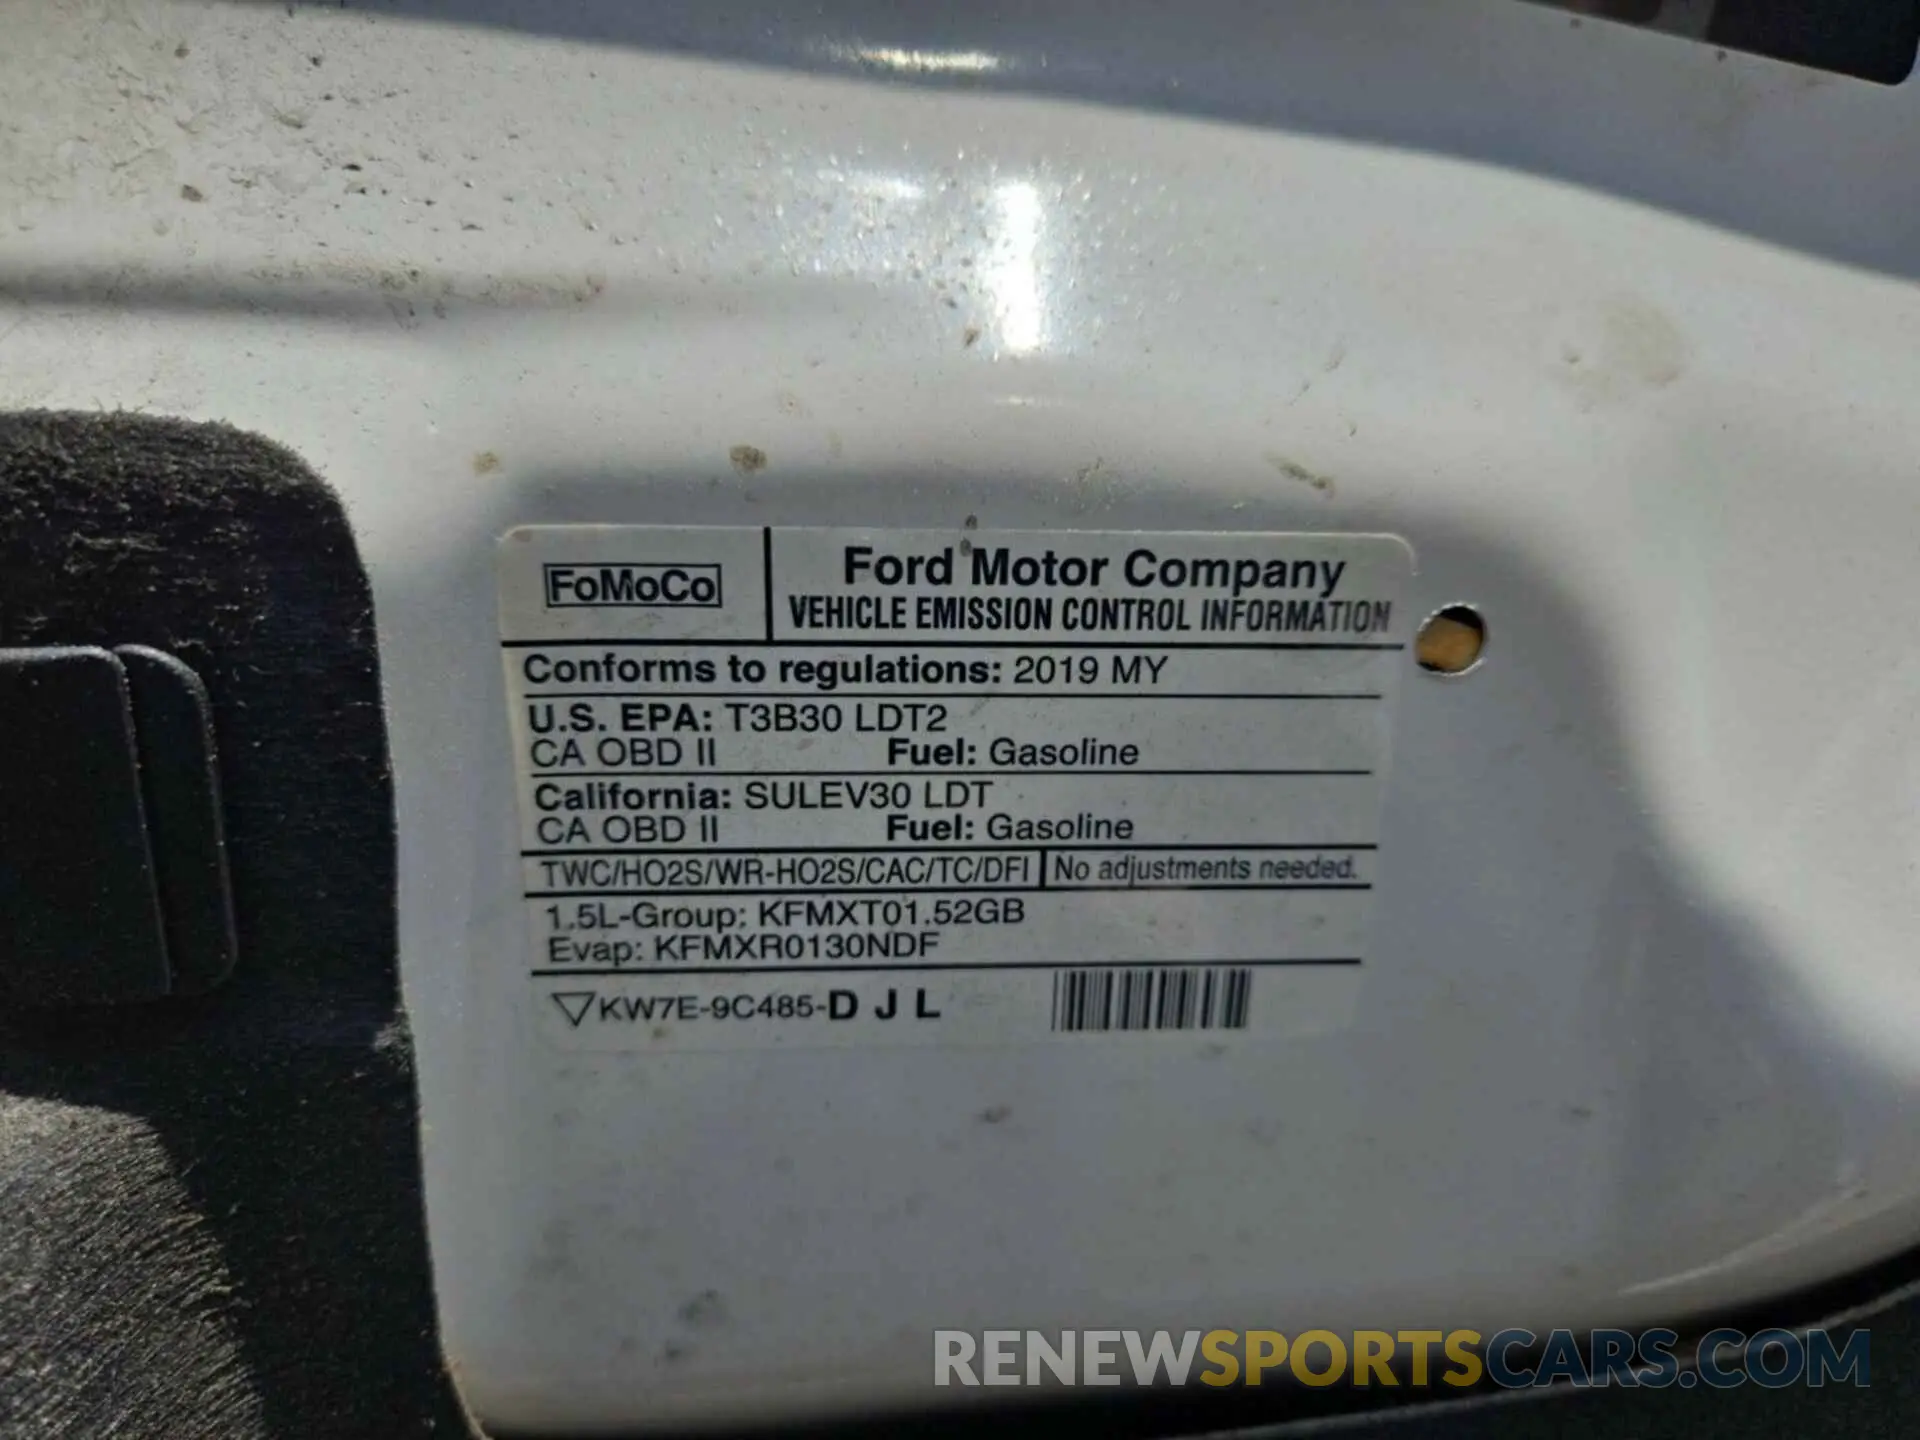 FoMoCo
Ford Motor Company
VEHICLE EMISSION CONTROL INFORMATION
Conforms to regulations: 2019 MY
U.S. EPA: T3B30 LDT2
CA OBD II Fuel: Gasoline
California: SULEV30 LDT
CA OBD II Fuel: Gasoline
TWC/HO2S/WR-HO2S/CAC/TC/DFI No adjustments needed.
1.5L-Group: KFMXT01.52GB
Evap: KFMXR0130NDF
KW7E-9C485-D J L
RENEWSPORTSCARS.COM